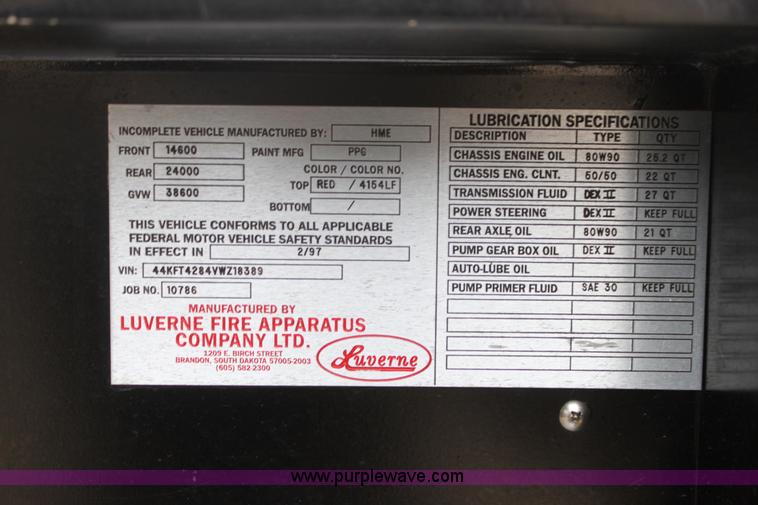 INCOMPLETE VEHICLE MANUFACTURED BY: HME
FRONT 14600 PAINT MFG PPG
REAR 24000 COLOR / COLOR NO.
TOP RED / 4154LF
GVW 38600
BOTTOM /
THIS VEHICLE CONFORMS TO ALL APPLICABLE
FEDERAL MOTOR VEHICLE SAFETY STANDARDS
IN EFFECT IN 2/97
VIN: 44KFT4284VWZ18389
JOB NO. 10786
MANUFACTURED BY
LUVERNE FIRE APPARATUS
COMPANY LTD.
1209 E. BIRCH STREET
BRANDON, SOUTH DAKOTA 57005-2003
(605) 582-2300
Luverne
LUBRICATION SPECIFICATIONS
DESCRIPTION TYPE QTY
CHASSIS ENGINE OIL 80W90 26.2 QT
CHASSIS ENG. CLNT. 50/50 22 QT
TRANSMISSION FLUID DEX II 27 QT
POWER STEERING DEX II KEEP FULL
REAR AXLE OIL 80W90 21 QT
PUMP GEAR BOX OIL DEX II KEEP FULL
AUTO-LUBE OIL
PUMP PRIMER FLUID SAE 30 KEEP FULL
www.purplewave.com